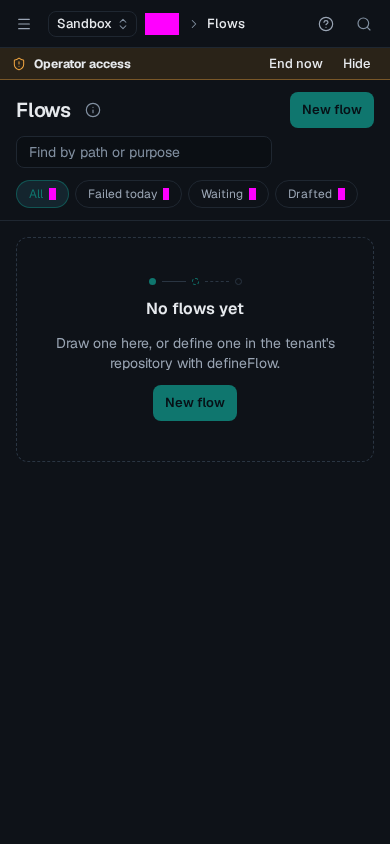 Sandbox
Flows
Operator access
End now
Hide
Flows
New flow
Find by path or purpose
All
Failed today
Waiting
Drafted
No flows yet
Draw one here, or define one in the tenant's
repository with defineFlow.
New flow